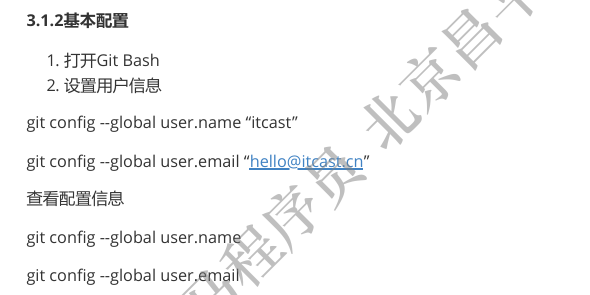 3.1.2基本配置
1. 打开Git Bash
2. 设置用户信息
git config --global user.name “itcast”
git config --global user.email “hello@itcast.cn”
查看配置信息
git config --global user.name
git config --global user.email
程序员 北京昌